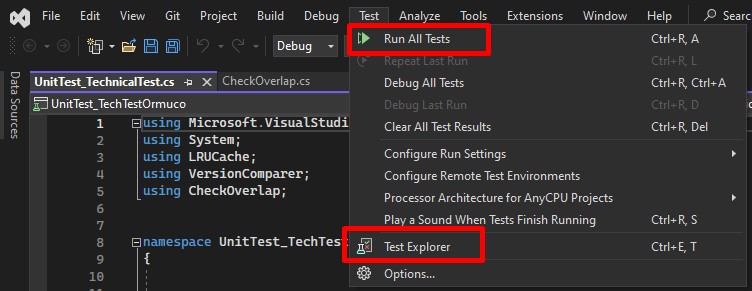 File Edit View Git Project Build Debug Test Analyze Tools Extensions Window
Debug
Data Sources
UnitTest_TechnicalTest.cs CheckOverlap.cs
UnitTest_TechTestOrmuco
Run All Tests Ctrl+R, A
Repeat Last Run Ctrl+R, L
Debug All Tests Ctrl+R, Ctrl+A
Debug Last Run Ctrl+R, D
Clear All Test Results Ctrl+R, Del
Configure Run Settings
Configure Remote Test Environments
Processor Architecture for AnyCPU Projects
Play a Sound When Tests Finish Running Ctrl+R, S
Test Explorer Ctrl+E, T
Options...
1 using Microsoft.VisualStudi
2 using System;
3 using LRUCache;
4 using VersionComparer;
5 using CheckOverlap;
6
7
8 namespace UnitTest_TechTest
9 {
10
11